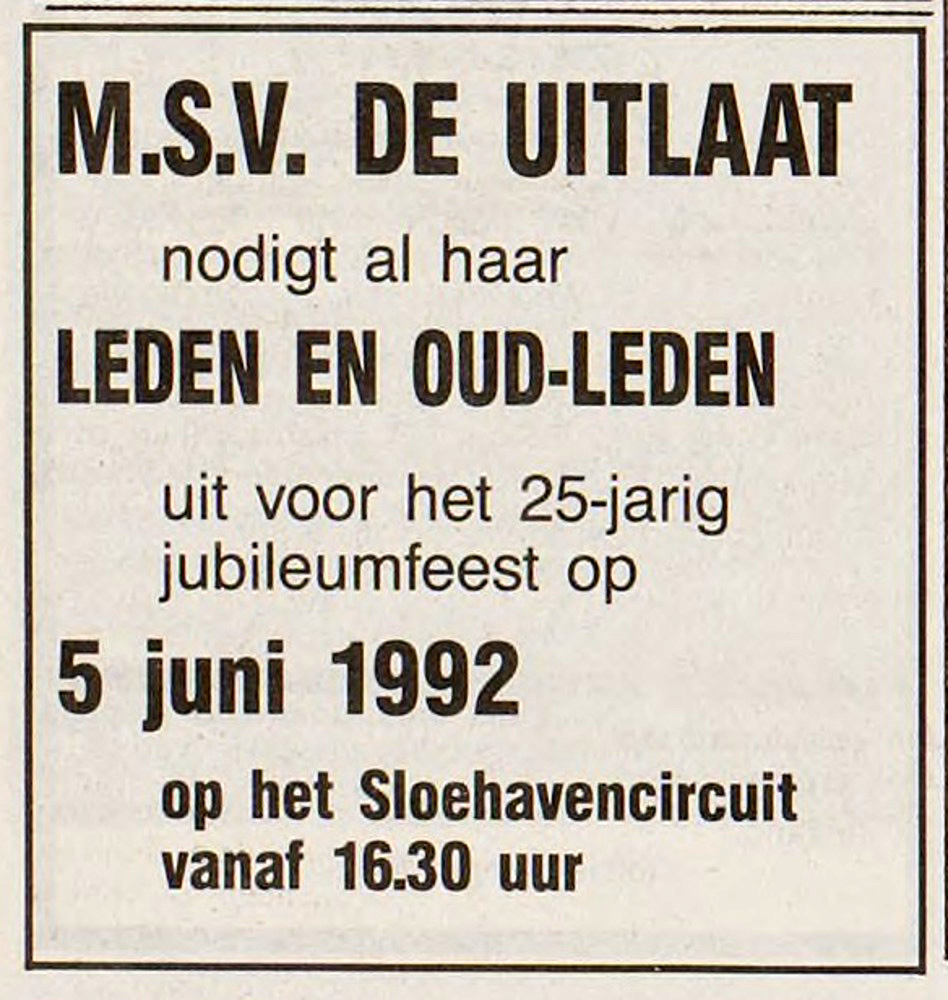 M.S.V. DE UITLAAT
nodigt al haar
LEDEN EN OUD-LEDEN
uit voor het 25-jarig
jubileumfeest op
5 juni 1992
op het Sloehavencircuit
vanaf 16.30 uur